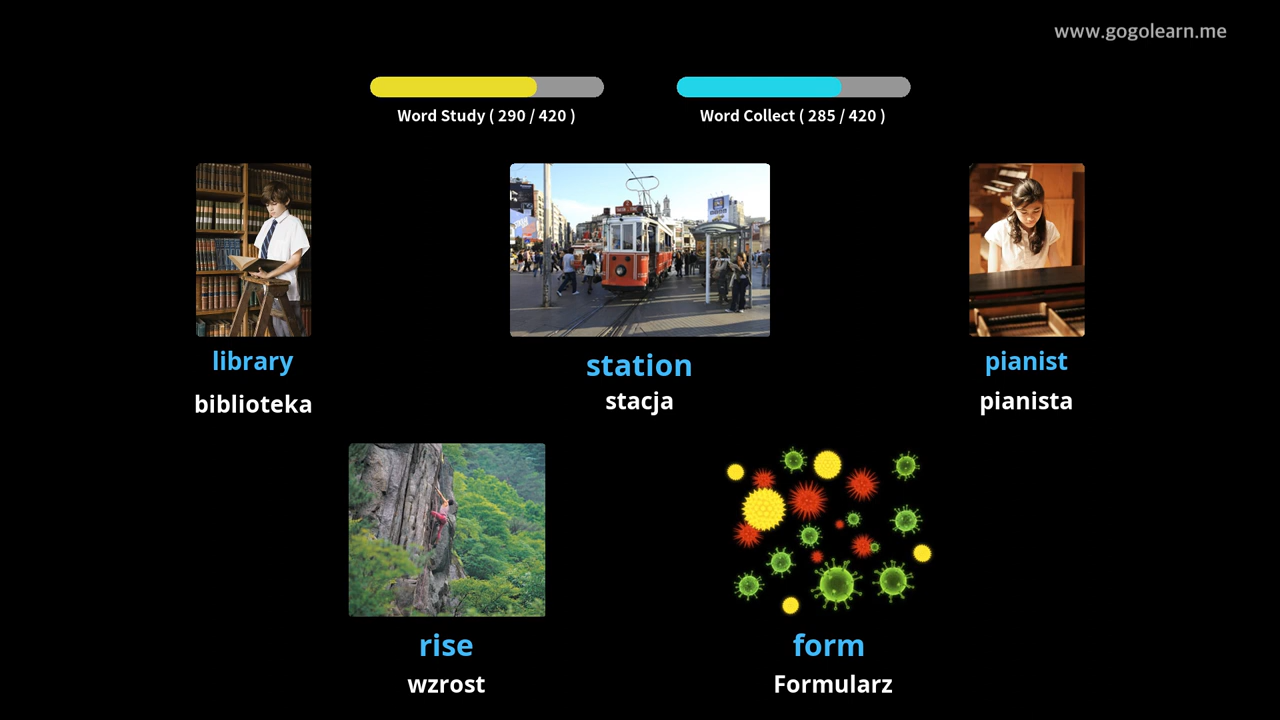 www.gogolearn.me
Word Study ( 290 / 420 )
Word Collect ( 285 / 420 )
library
station
pianist
biblioteka
stacja
pianista
rise
form
wzrost
Formularz